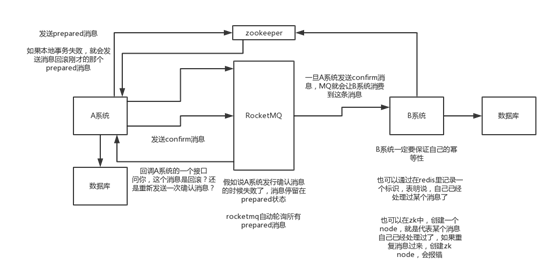 发送prepared消息
如果本地事务失败，就会发
送消息回滚刚才的那个
prepared消息
zookeeper
A系统
发送confirm消息
RocketMQ
一旦A系统发送confirm消
息，MQ就会让B系统消费
到这条消息
B系统
数据库
数据库
回调A系统的一个接口
问你，这个消息是回滚？还
是重新发送一次确认消息？
假如说A系统发行确认消息
的时候失败了，消息停留在
prepared状态
rocketmq自动轮询所有
prepared消息
B系统一定要保证自己的幂
等性
也可以通过在redis里记录一
个标识，表明说，自己已经
处理过某个消息了
也可以在zk中，创建一个
node，就是代表某个消息
自己已经处理过了，如果重
复消息过来，创建zk
node，会报错